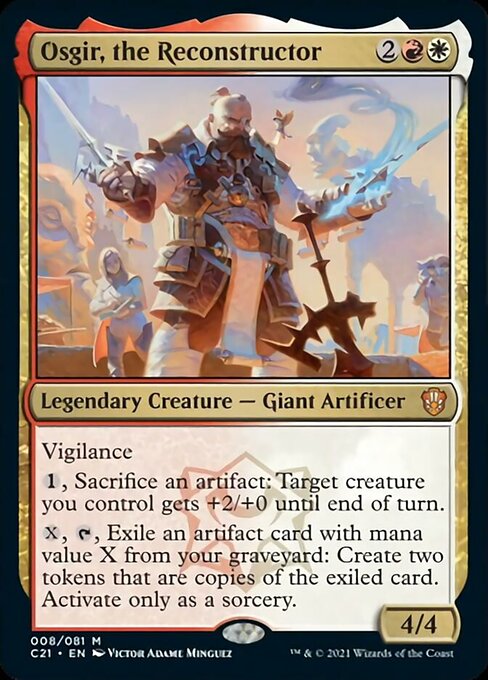 Osgir, the Reconstructor 2
Legendary Creature — Giant Artificer
Vigilance
1, Sacrifice an artifact: Target creature
you control gets +2/+0 until end of turn.
X, , Exile an artifact card with mana
value X from your graveyard: Create two
tokens that are copies of the exiled card.
Activate only as a sorcery.
4/4
008/081 M
C21 • EN Victor Adame Minguez
™ & © 2021 Wizards of the Coast